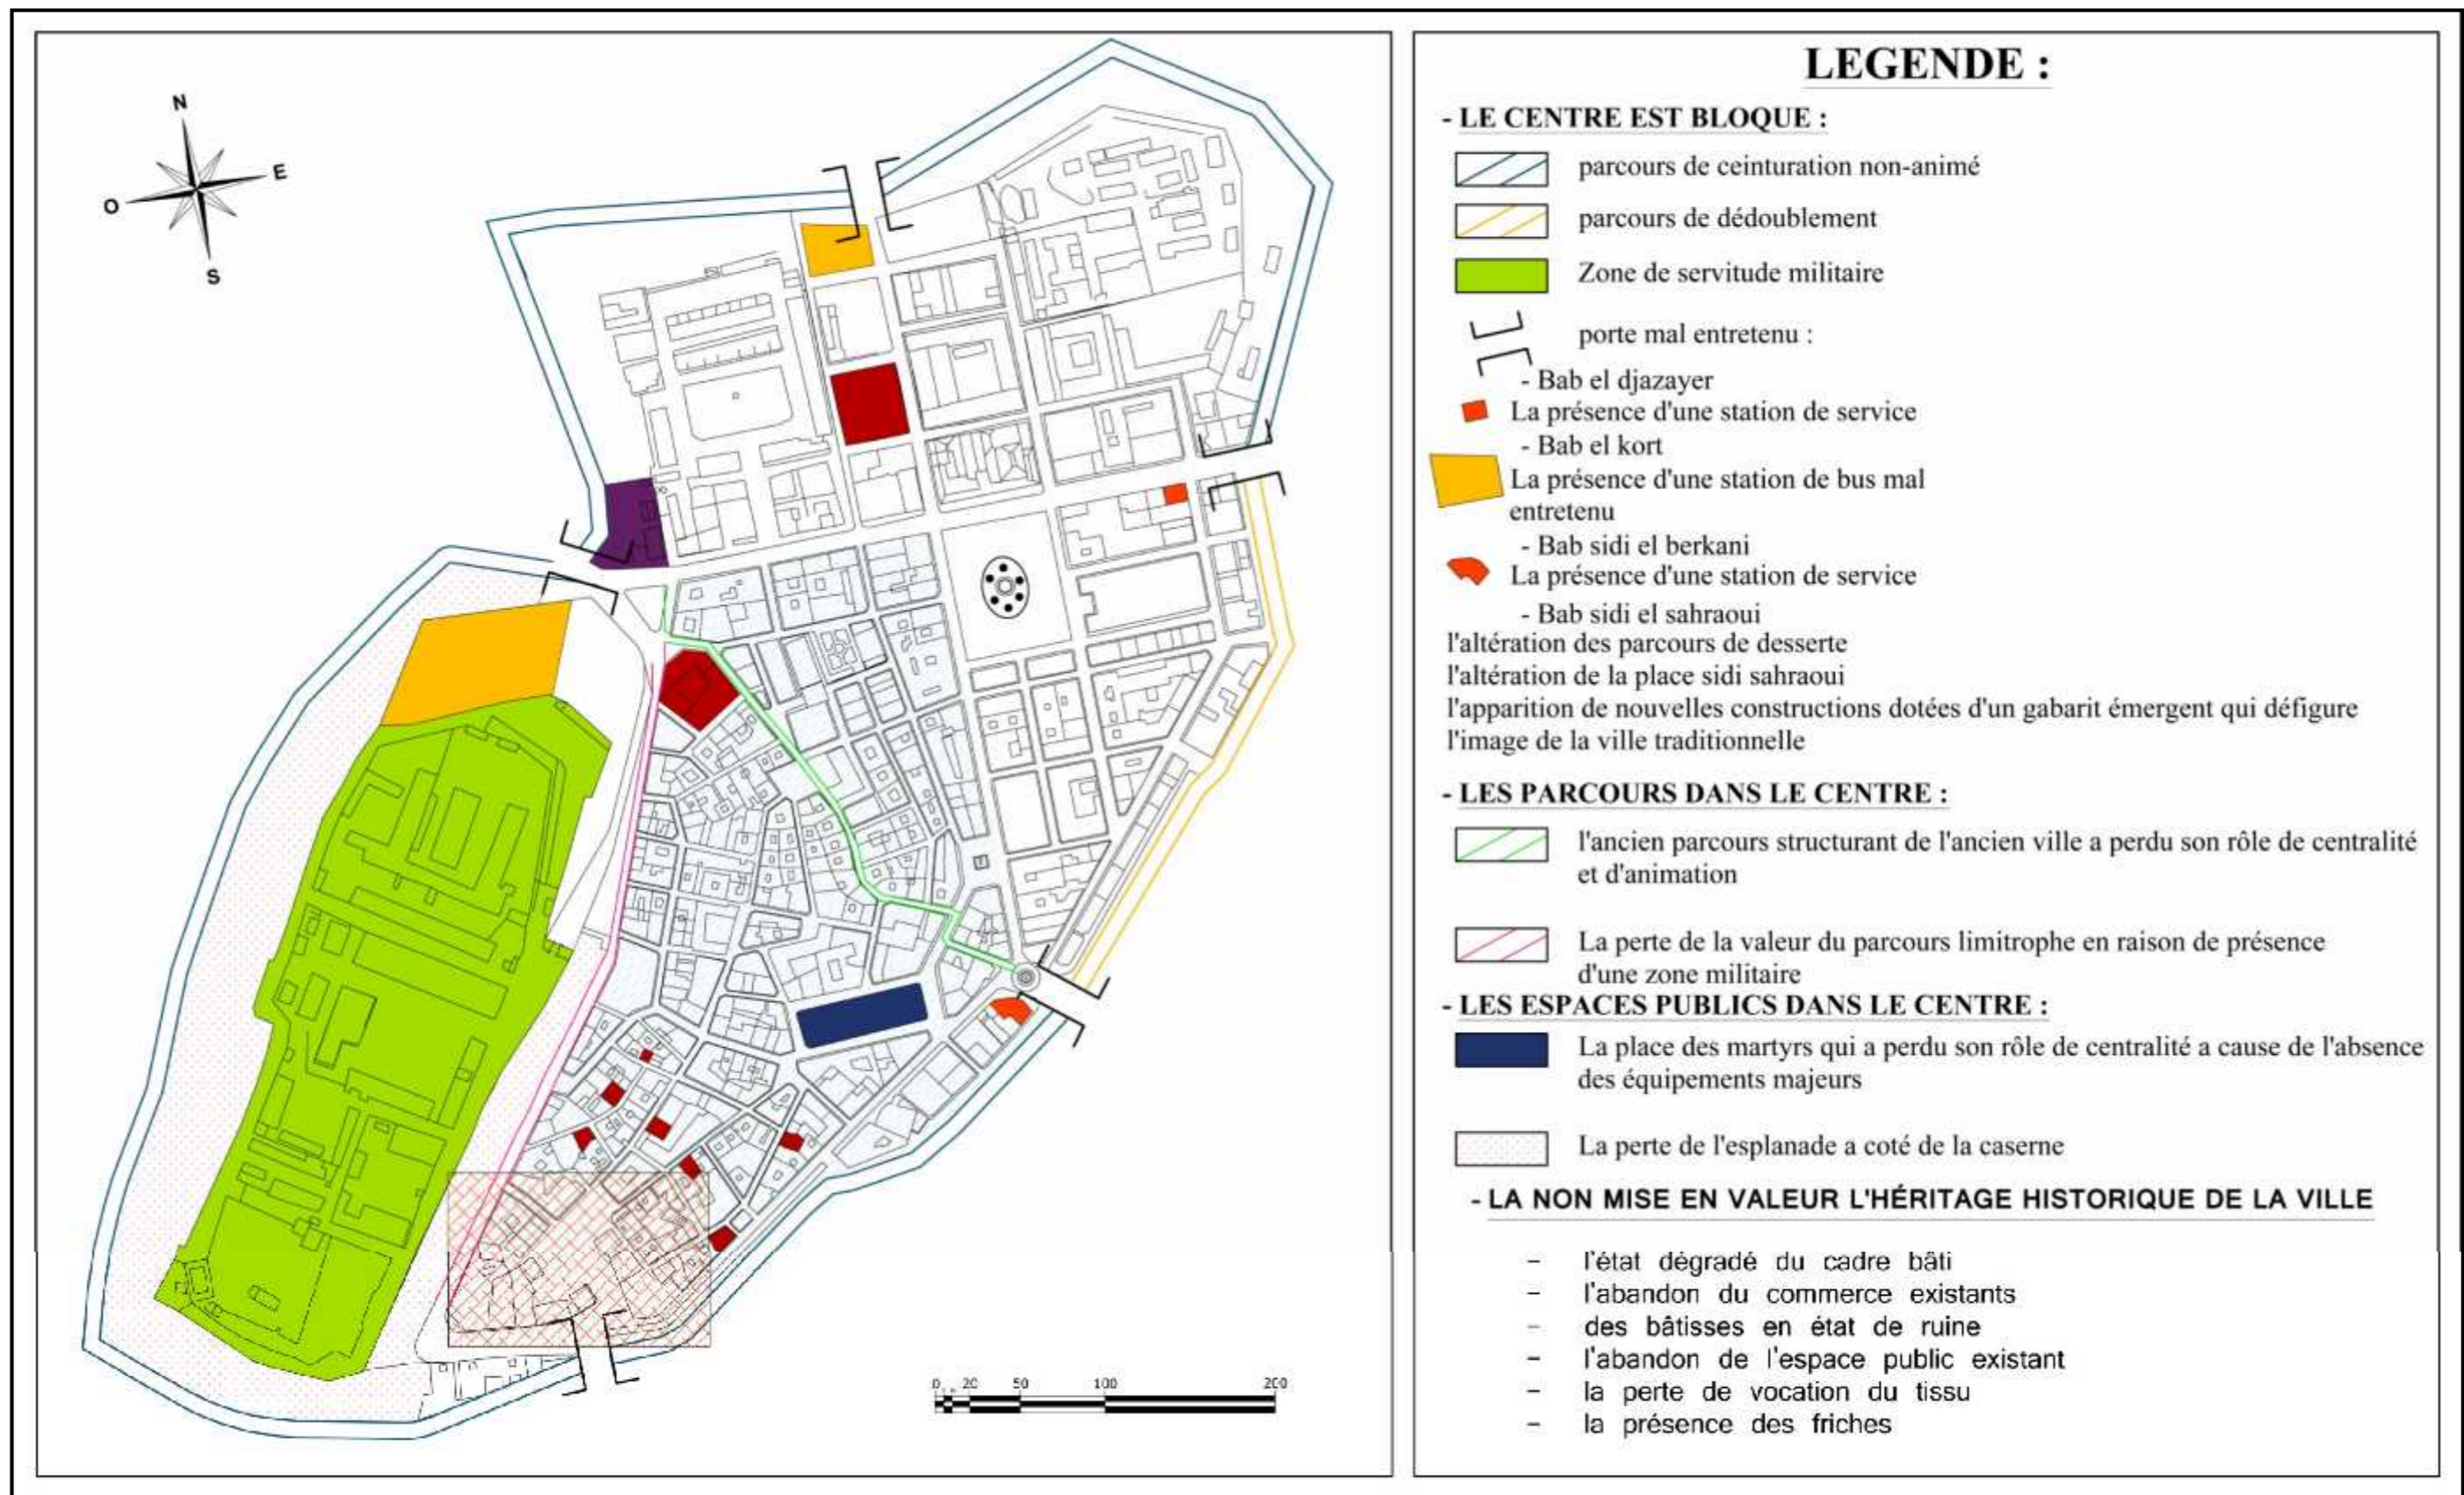 N
E
O
S
0 20 50 100 200
LEGENDE :
- LE CENTRE EST BLOQUE :
parcours de ceinturation non-animé
parcours de dédoublement
Zone de servitude militaire
porte mal entretenu :
- Bab el djazayer
La présence d'une station de service
- Bab el kort
La présence d'une station de bus mal
entretenu
- Bab sidi el berkani
La présence d'une station de service
- Bab sidi el sahraoui
l'altération des parcours de desserte
l'altération de la place sidi sahraoui
l'apparition de nouvelles constructions dotées d'un gabarit émergent qui défigure
l'image de la ville traditionnelle
- LES PARCOURS DANS LE CENTRE :
l'ancien parcours structurant de l'ancien ville a perdu son rôle de centralité
et d'animation
La perte de la valeur du parcours limitrophe en raison de présence
d'une zone militaire
- LES ESPACES PUBLICS DANS LE CENTRE :
La place des martyrs qui a perdu son rôle de centralité a cause de l'absence
des équipements majeurs
La perte de l'esplanade a coté de la caserne
- LA NON MISE EN VALEUR L'HÉRITAGE HISTORIQUE DE LA VILLE
– l'état dégradé du cadre bâti
– l'abandon du commerce existants
– des bâtisses en état de ruine
– l'abandon de l'espace public existant
– la perte de vocation du tissu
– la présence des friches